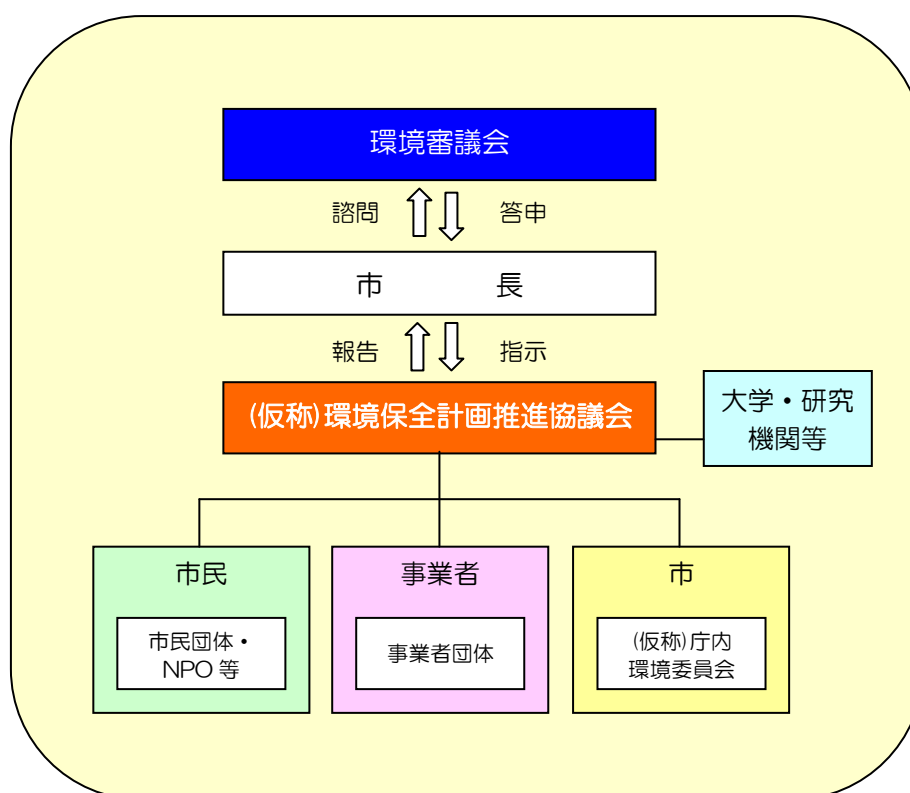 環境審議会
諮問 答申
市 長
報告 指示
(仮称)環境保全計画推進協議会
大学・研究
機関等
市民
市民団体・
NPO 等
事業者
事業者団体
市
(仮称)庁内
環境委員会